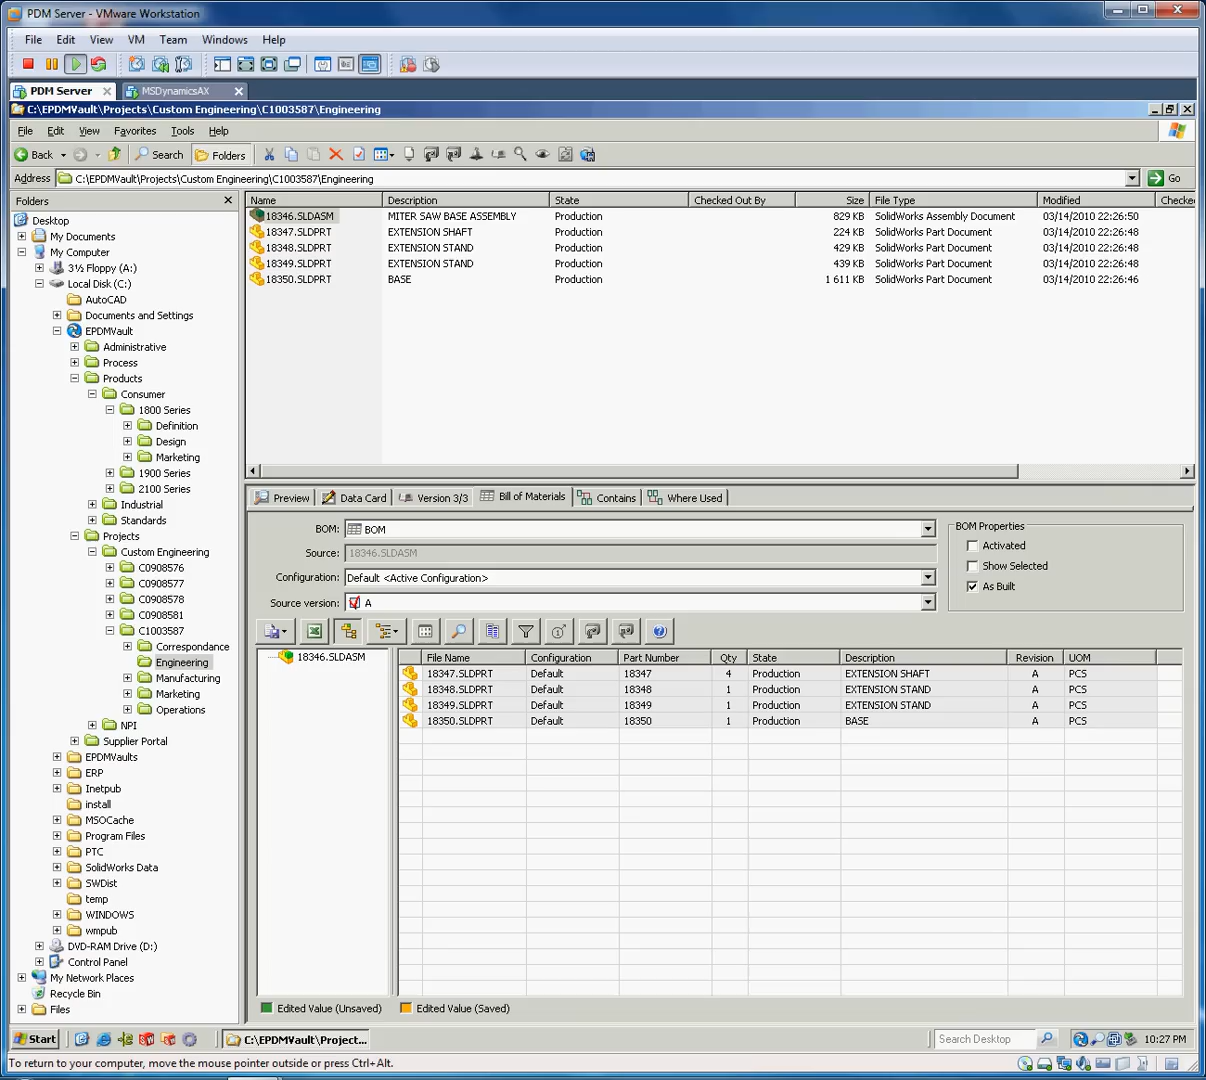 PDM Server - VMware Workstation
File Edit View VM Team Windows Help
PDM Server MSDynamicsAX
C:\EPDMVault\Projects\Custom Engineering\C1003587\Engineering
File Edit View Favorites Tools Help
Back Search Folders
Address C:\EPDMVault\Projects\Custom Engineering\C1003587\Engineering Go
Folders
Desktop
My Documents
My Computer
3½ Floppy (A:)
Local Disk (C:)
AutoCAD
Documents and Settings
EPDMVault
Administrative
Process
Products
Consumer
1800 Series
Definition
Design
Marketing
1900 Series
2100 Series
Industrial
Standards
Projects
Custom Engineering
C0908576
C0908577
C0908578
C0908581
C1003587
Correspondance
Engineering
Manufacturing
Marketing
Operations
NPI
Supplier Portal
EPDMVaults
ERP
Inetpub
install
MSOCache
Program Files
PTC
SolidWorks Data
SWDist
temp
WINDOWS
wmpub
DVD-RAM Drive (D:)
Control Panel
My Network Places
Recycle Bin
Files
Name Description State Checked Out By Size File Type Modified Checked
18346.SLDASM MITER SAW BASE ASSEMBLY Production 829 KB SolidWorks Assembly Document 03/14/2010 22:26:50
18347.SLDPRT EXTENSION SHAFT Production 224 KB SolidWorks Part Document 03/14/2010 22:26:48
18348.SLDPRT EXTENSION STAND Production 429 KB SolidWorks Part Document 03/14/2010 22:26:48
18349.SLDPRT EXTENSION STAND Production 439 KB SolidWorks Part Document 03/14/2010 22:26:48
18350.SLDPRT BASE Production 1 611 KB SolidWorks Part Document 03/14/2010 22:26:46
Preview Data Card Version 3/3 Bill of Materials Contains Where Used
BOM: BOM
Source: 18346.SLDASM
Configuration: Default <Active Configuration>
Source version: A
BOM Properties
Activated
Show Selected
As Built
18346.SLDASM
File Name Configuration Part Number Qty State Description Revision UOM
18347.SLDPRT Default 18347 4 Production EXTENSION SHAFT A PCS
18348.SLDPRT Default 18348 1 Production EXTENSION STAND A PCS
18349.SLDPRT Default 18349 1 Production EXTENSION STAND A PCS
18350.SLDPRT Default 18350 1 Production BASE A PCS
Edited Value (Unsaved) Edited Value (Saved)
Start C:\EPDMVault\Project... Search Desktop 10:27 PM
To return to your computer, move the mouse pointer outside or press Ctrl+Alt.